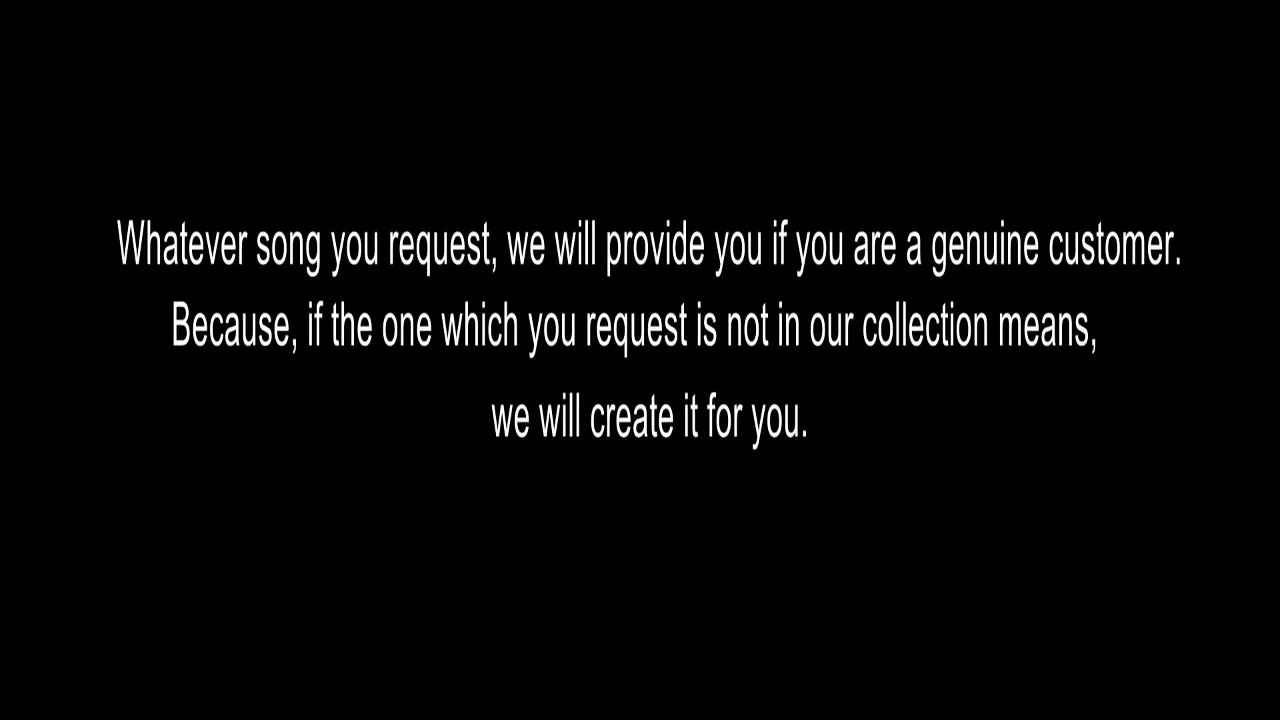 Whatever song you request, we will provide you if you are a genuine customer.
Because, if the one which you request is not in our collection means,
we will create it for you.